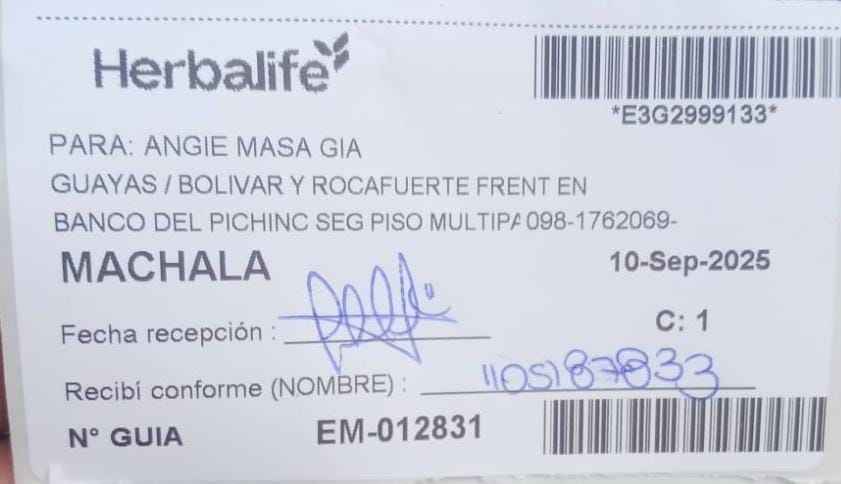 Herbalife
*E3G2999133*
PARA: ANGIE MASA GIA
GUAYAS / BOLIVAR Y ROCAFUERTE FRENT EN
BANCO DEL PICHINC SEG PISO MULTIPA 098-1762069-
MACHALA 10-Sep-2025
C: 1
Fecha recepción :
Recibí conforme (NOMBRE) : 1105187833
N° GUIA EM-012831